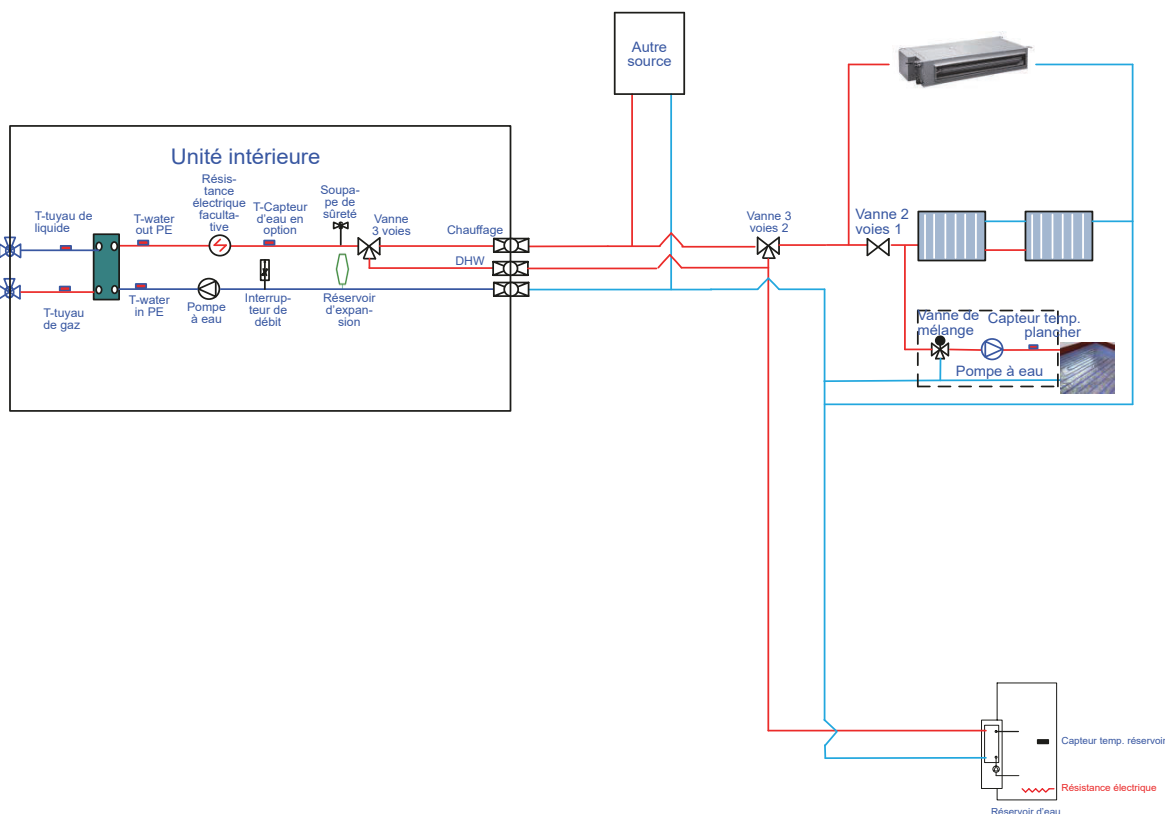 Autre
source
Unité intérieure
T-tuyau de
liquide
T-water
out PE
Résis-
tance
électrique
faculta-
tive
T-Capteur
d'eau en
option
Soupa-
pe de
sûreté
Vanne
3 voies
Chauffage
DHW
T-tuyau
de gaz
T-water
in PE
Pompe
à eau
Interrup-
teur de
débit
Réservoir
d'expan-
sion
Vanne 3
voies 2
Vanne 2
voies 1
Vanne de
mélange
Capteur temp.
plancher
Pompe à eau
Capteur temp. réservoir
Résistance électrique
Réservoir d'eau